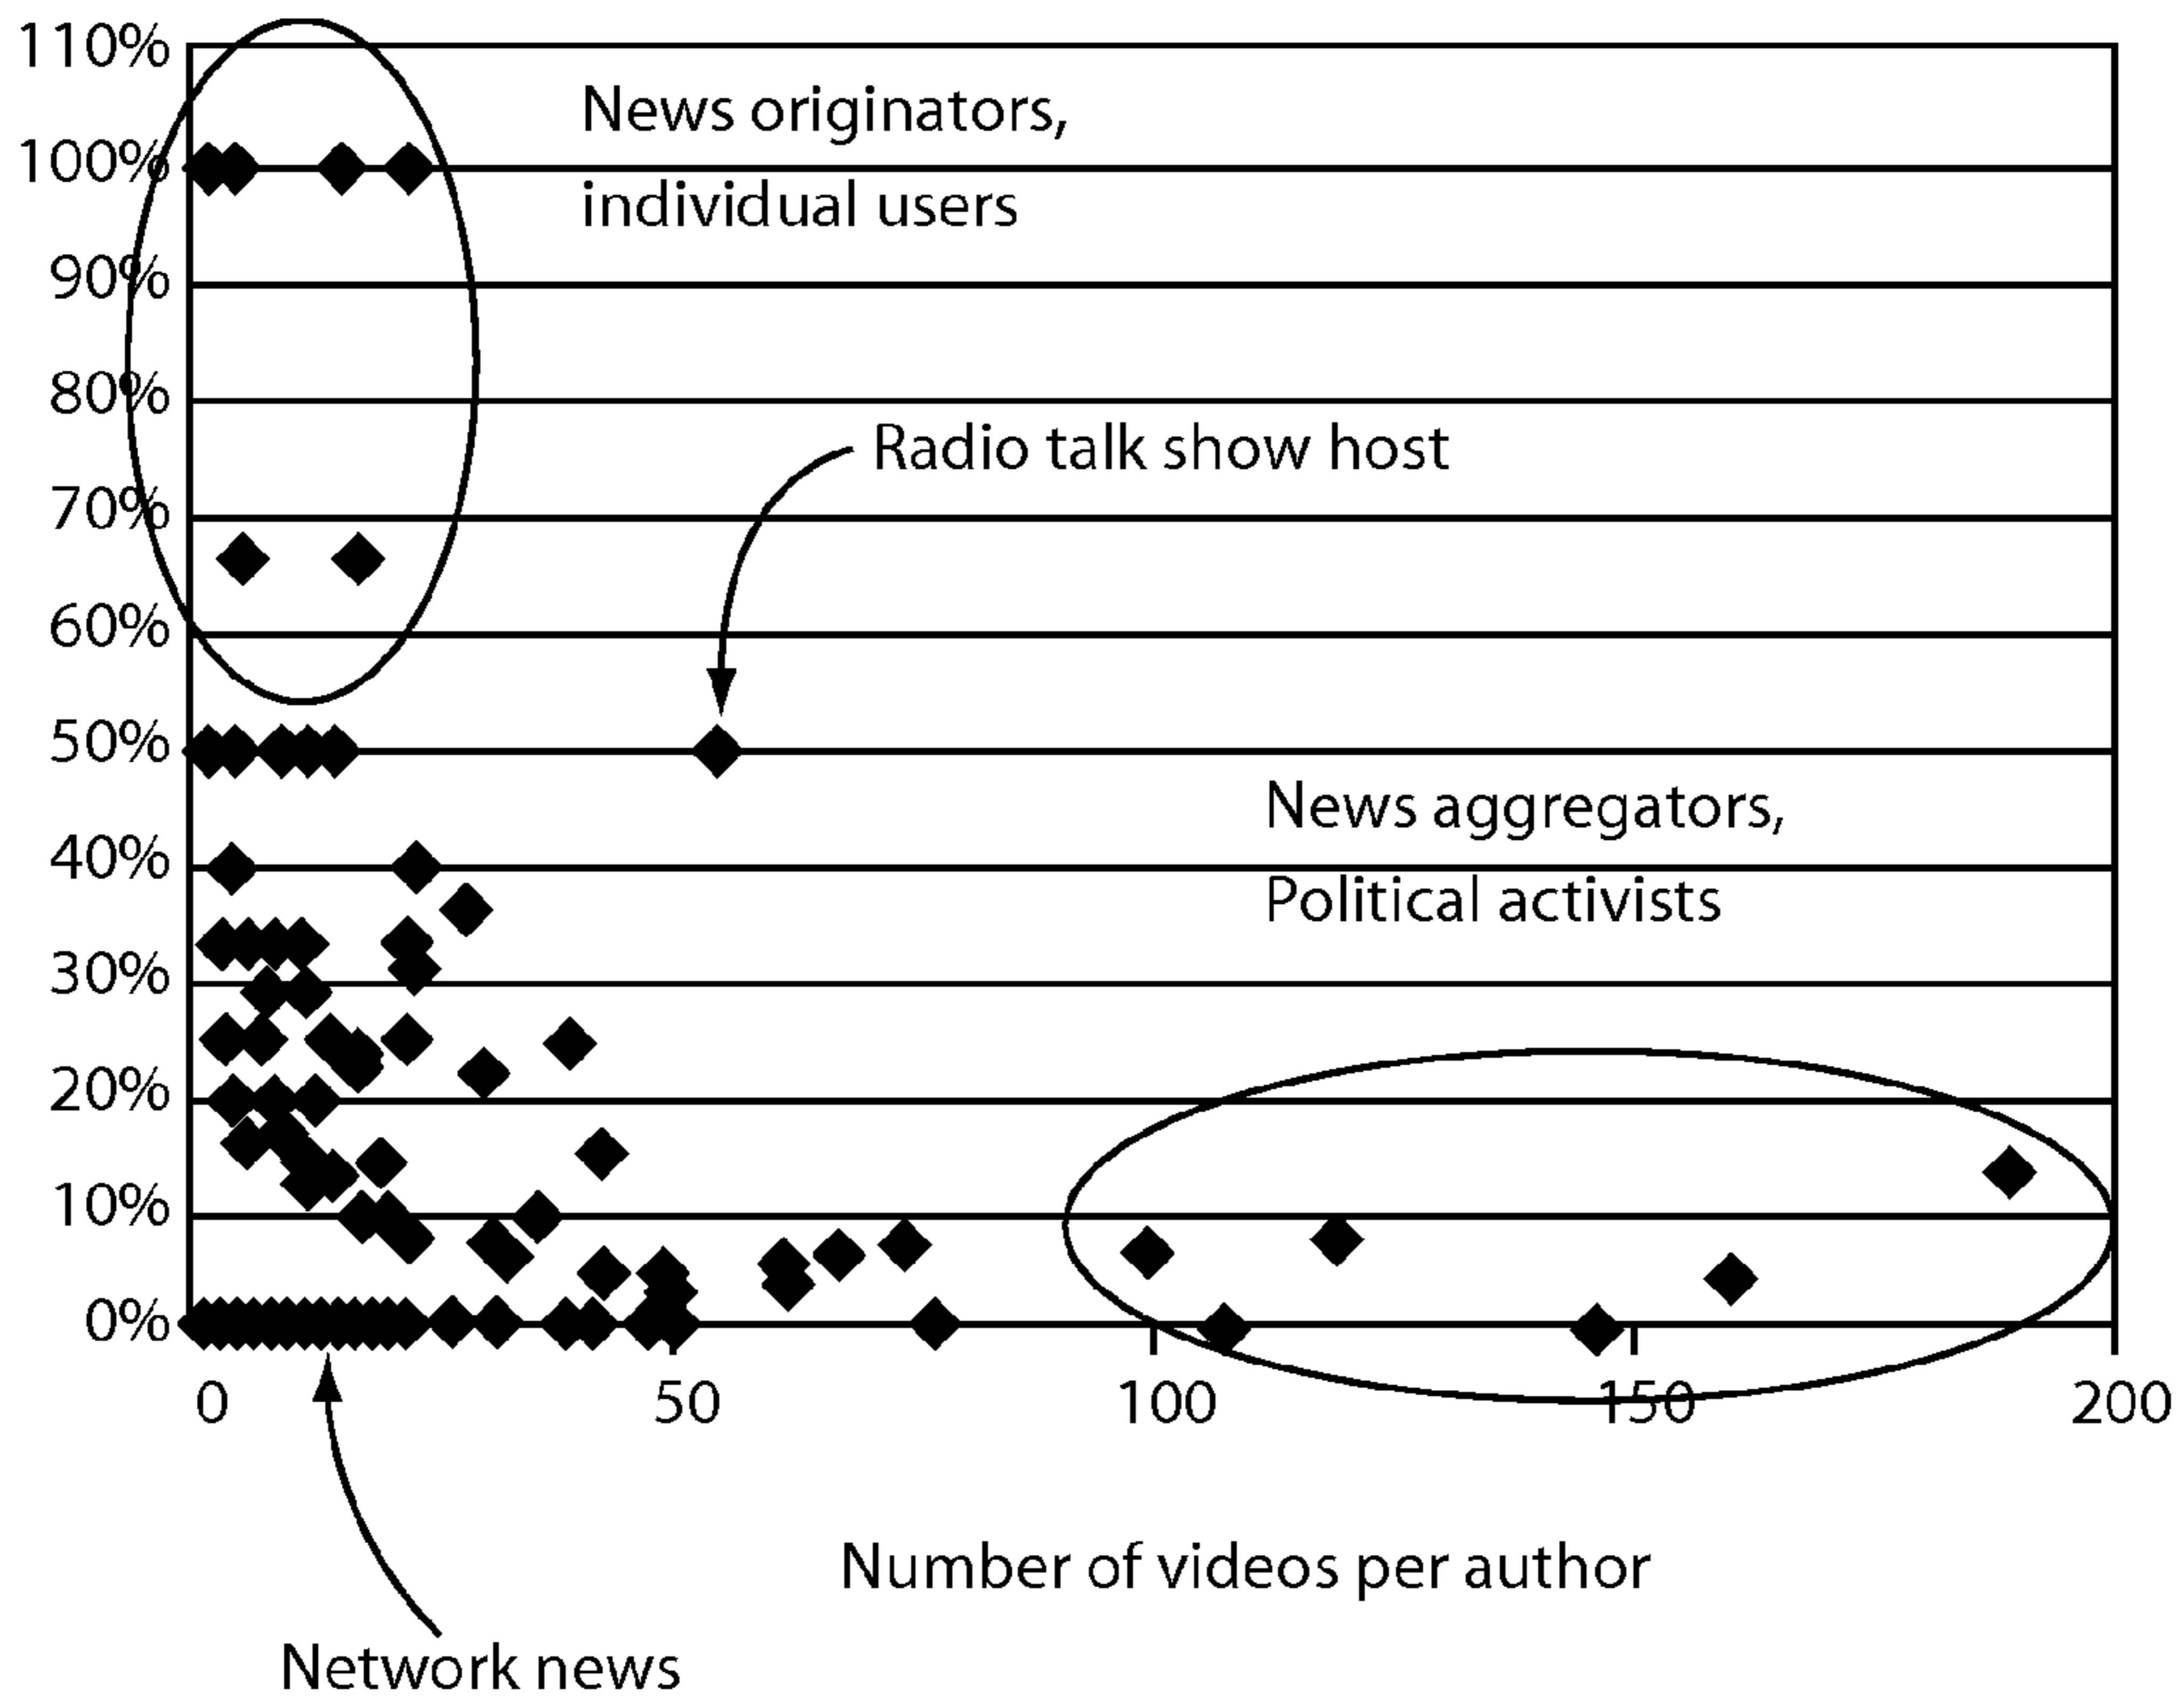 110%
News originators,
100%
individual users
90%
80%
Radio talk show host
70%
60%
50%
News aggregators,
40%
Political activists
30%
20%
10%
0%
0 50 100 150 200
Number of videos per author
Network news